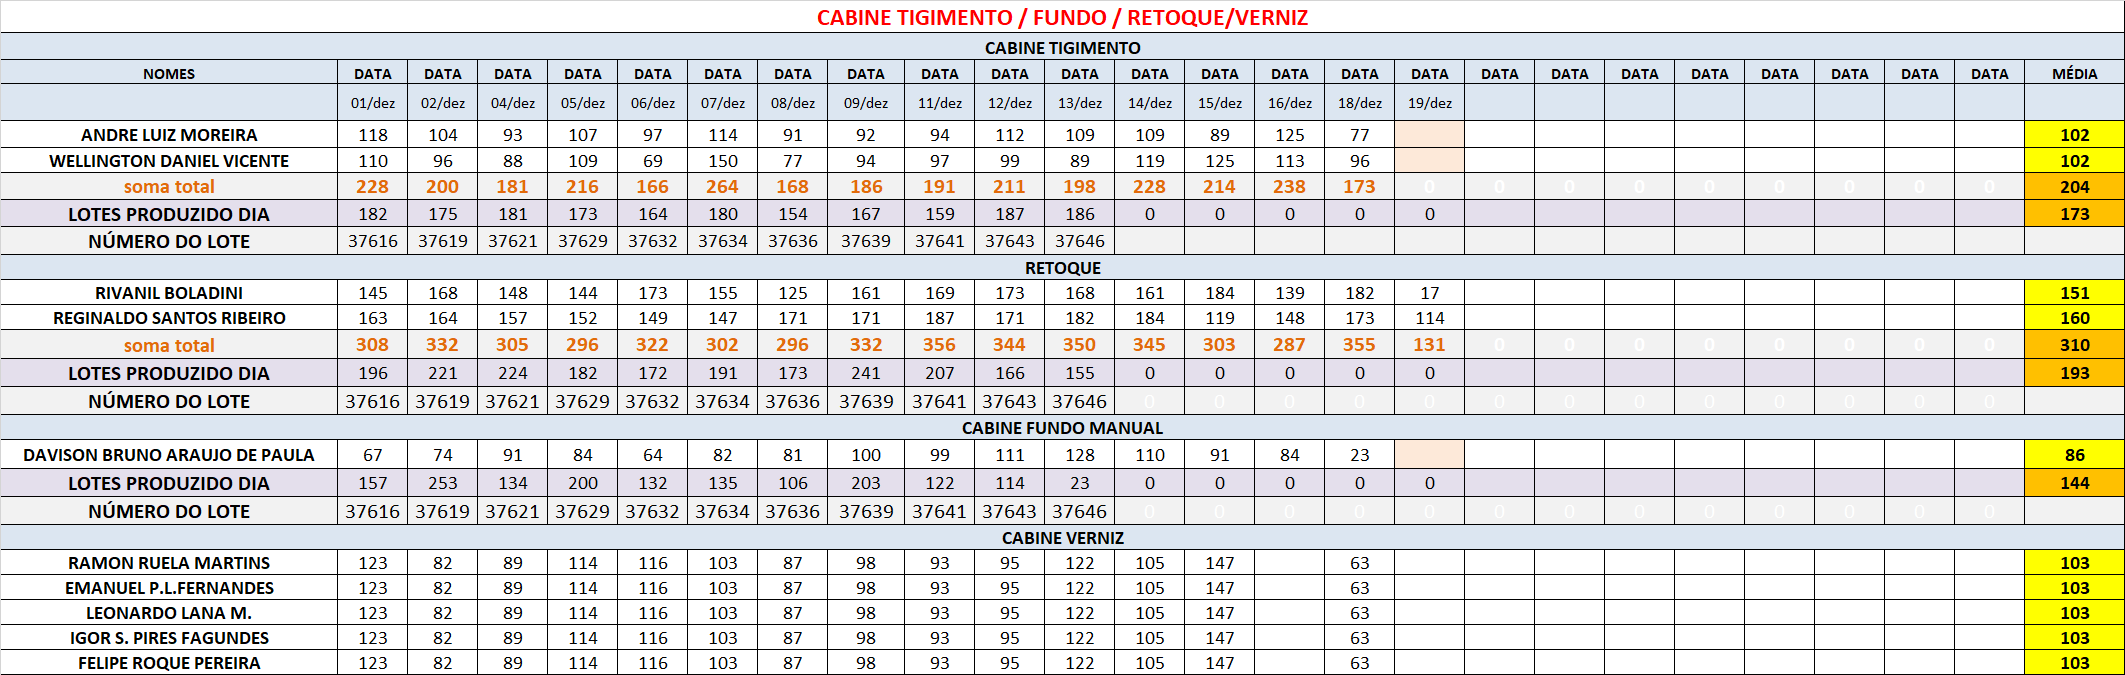 CABINE TIGIMENTO / FUNDO / RETOQUE/VERNIZ
CABINE TIGIMENTO
NOMES DATA DATA DATA DATA DATA DATA DATA DATA DATA DATA DATA DATA DATA DATA DATA DATA DATA DATA DATA DATA DATA DATA DATA DATA MÉDIA
01/dez 02/dez 04/dez 05/dez 06/dez 07/dez 08/dez 09/dez 11/dez 12/dez 13/dez 14/dez 15/dez 16/dez 18/dez 19/dez
ANDRE LUIZ MOREIRA 118 104 93 107 97 114 91 92 94 112 109 109 89 125 77 102
WELLINGTON DANIEL VICENTE 110 96 88 109 69 150 77 94 97 99 89 119 125 113 96 102
soma total 228 200 181 216 166 264 168 186 191 211 198 228 214 238 173 0 0 0 0 0 0 0 0 0 204
LOTES PRODUZIDO DIA 182 175 181 173 164 180 154 167 159 187 186 0 0 0 0 0 173
NÚMERO DO LOTE 37616 37619 37621 37629 37632 37634 37636 37639 37641 37643 37646
RETOQUE
RIVANIL BOLADINI 145 168 148 144 173 155 125 161 169 173 168 161 184 139 182 17 151
REGINALDO SANTOS RIBEIRO 163 164 157 152 149 147 171 171 187 171 182 184 119 148 173 114 160
soma total 308 332 305 296 322 302 296 332 356 344 350 345 303 287 355 131 0 0 0 0 0 0 0 0 310
LOTES PRODUZIDO DIA 196 221 224 182 172 191 173 241 207 166 155 0 0 0 0 0 193
NÚMERO DO LOTE 37616 37619 37621 37629 37632 37634 37636 37639 37641 37643 37646 0 0 0 0 0 0 0 0 0 0 0 0 0
CABINE FUNDO MANUAL
DAVISON BRUNO ARAUJO DE PAULA 67 74 91 84 64 82 81 100 99 111 128 110 91 84 23 86
LOTES PRODUZIDO DIA 157 253 134 200 132 135 106 203 122 114 23 0 0 0 0 0 144
NÚMERO DO LOTE 37616 37619 37621 37629 37632 37634 37636 37639 37641 37643 37646 0 0 0 0 0 0 0 0 0 0 0 0 0
CABINE VERNIZ
RAMON RUELA MARTINS 123 82 89 114 116 103 87 98 93 95 122 105 147 63 103
EMANUEL P.L.FERNANDES 123 82 89 114 116 103 87 98 93 95 122 105 147 63 103
LEONARDO LANA M. 123 82 89 114 116 103 87 98 93 95 122 105 147 63 103
IGOR S. PIRES FAGUNDES 123 82 89 114 116 103 87 98 93 95 122 105 147 63 103
FELIPE ROQUE PEREIRA 123 82 89 114 116 103 87 98 93 95 122 105 147 63 103